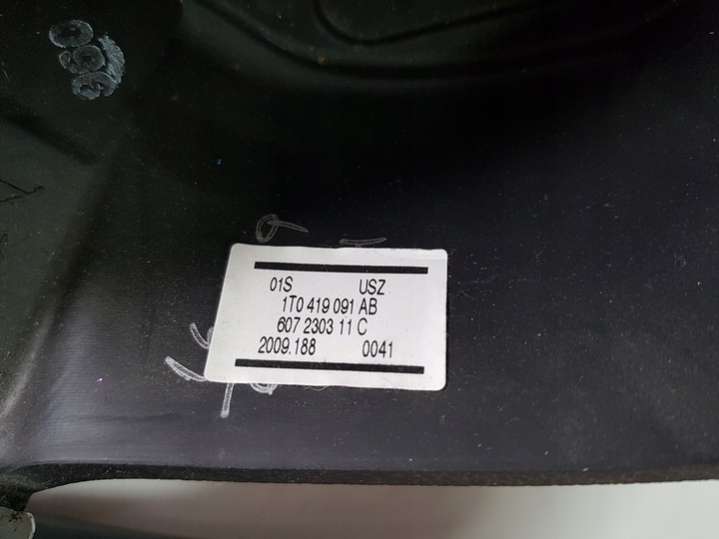 01S USZ
1T0 419 091 AB
607 2303 11 C
2009.188 0041